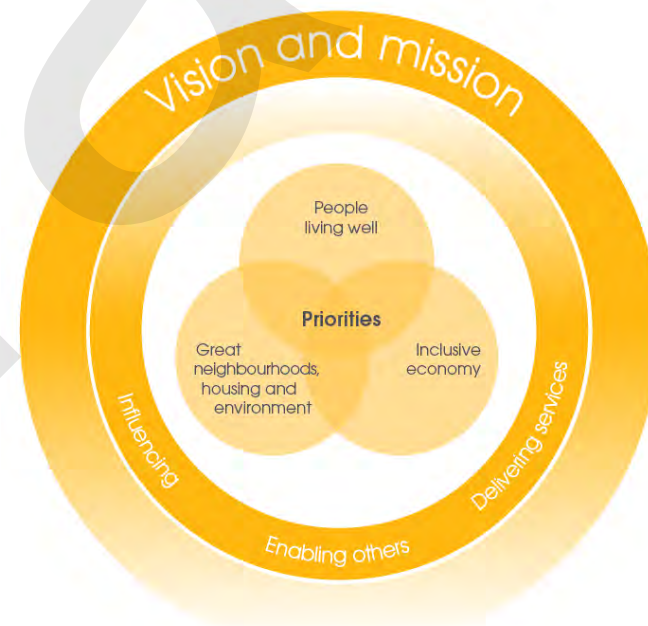 Vision and mission
People
living well
Priorities
Great
neighbourhoods,
housing and
environment
Inclusive
economy
Influencing
Enabling others
Delivering services